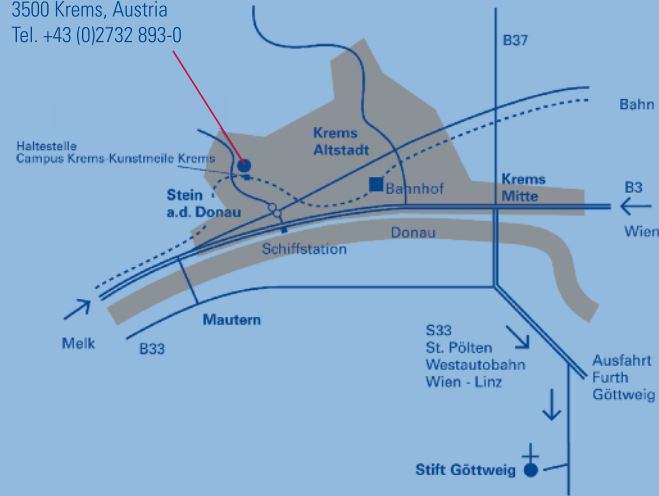 3500 Krems, Austria
Tel. +43 (0)2732 893-0
B37
Bahn
Krems
Altstadt
Haltestelle
Campus Krems-Kunstmeile Krems
Stein
a.d. Donau
Bahnhof
Krems
Mitte
B3
Wien
Donau
Schiffstation
Mautern
Melk
B33
S33
St. Pölten
Westautobahn
Wien - Linz
Ausfahrt
Furth
Göttweig
Stift Göttweig